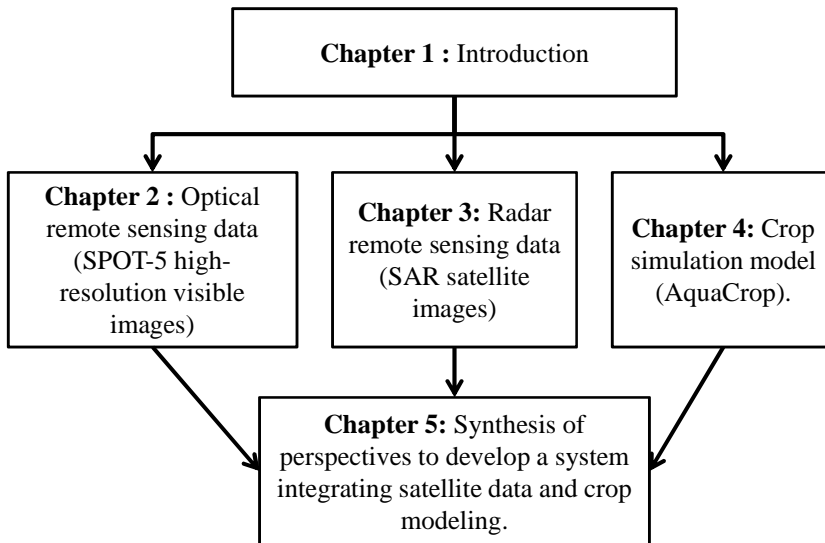 Chapter 1 : Introduction
Chapter 2 : Optical
remote sensing data
(SPOT-5 high-
resolution visible
images)
Chapter 3: Radar
remote sensing data
(SAR satellite
images)
Chapter 4: Crop
simulation model
(AquaCrop).
Chapter 5: Synthesis of
perspectives to develop a system
integrating satellite data and crop
modeling.